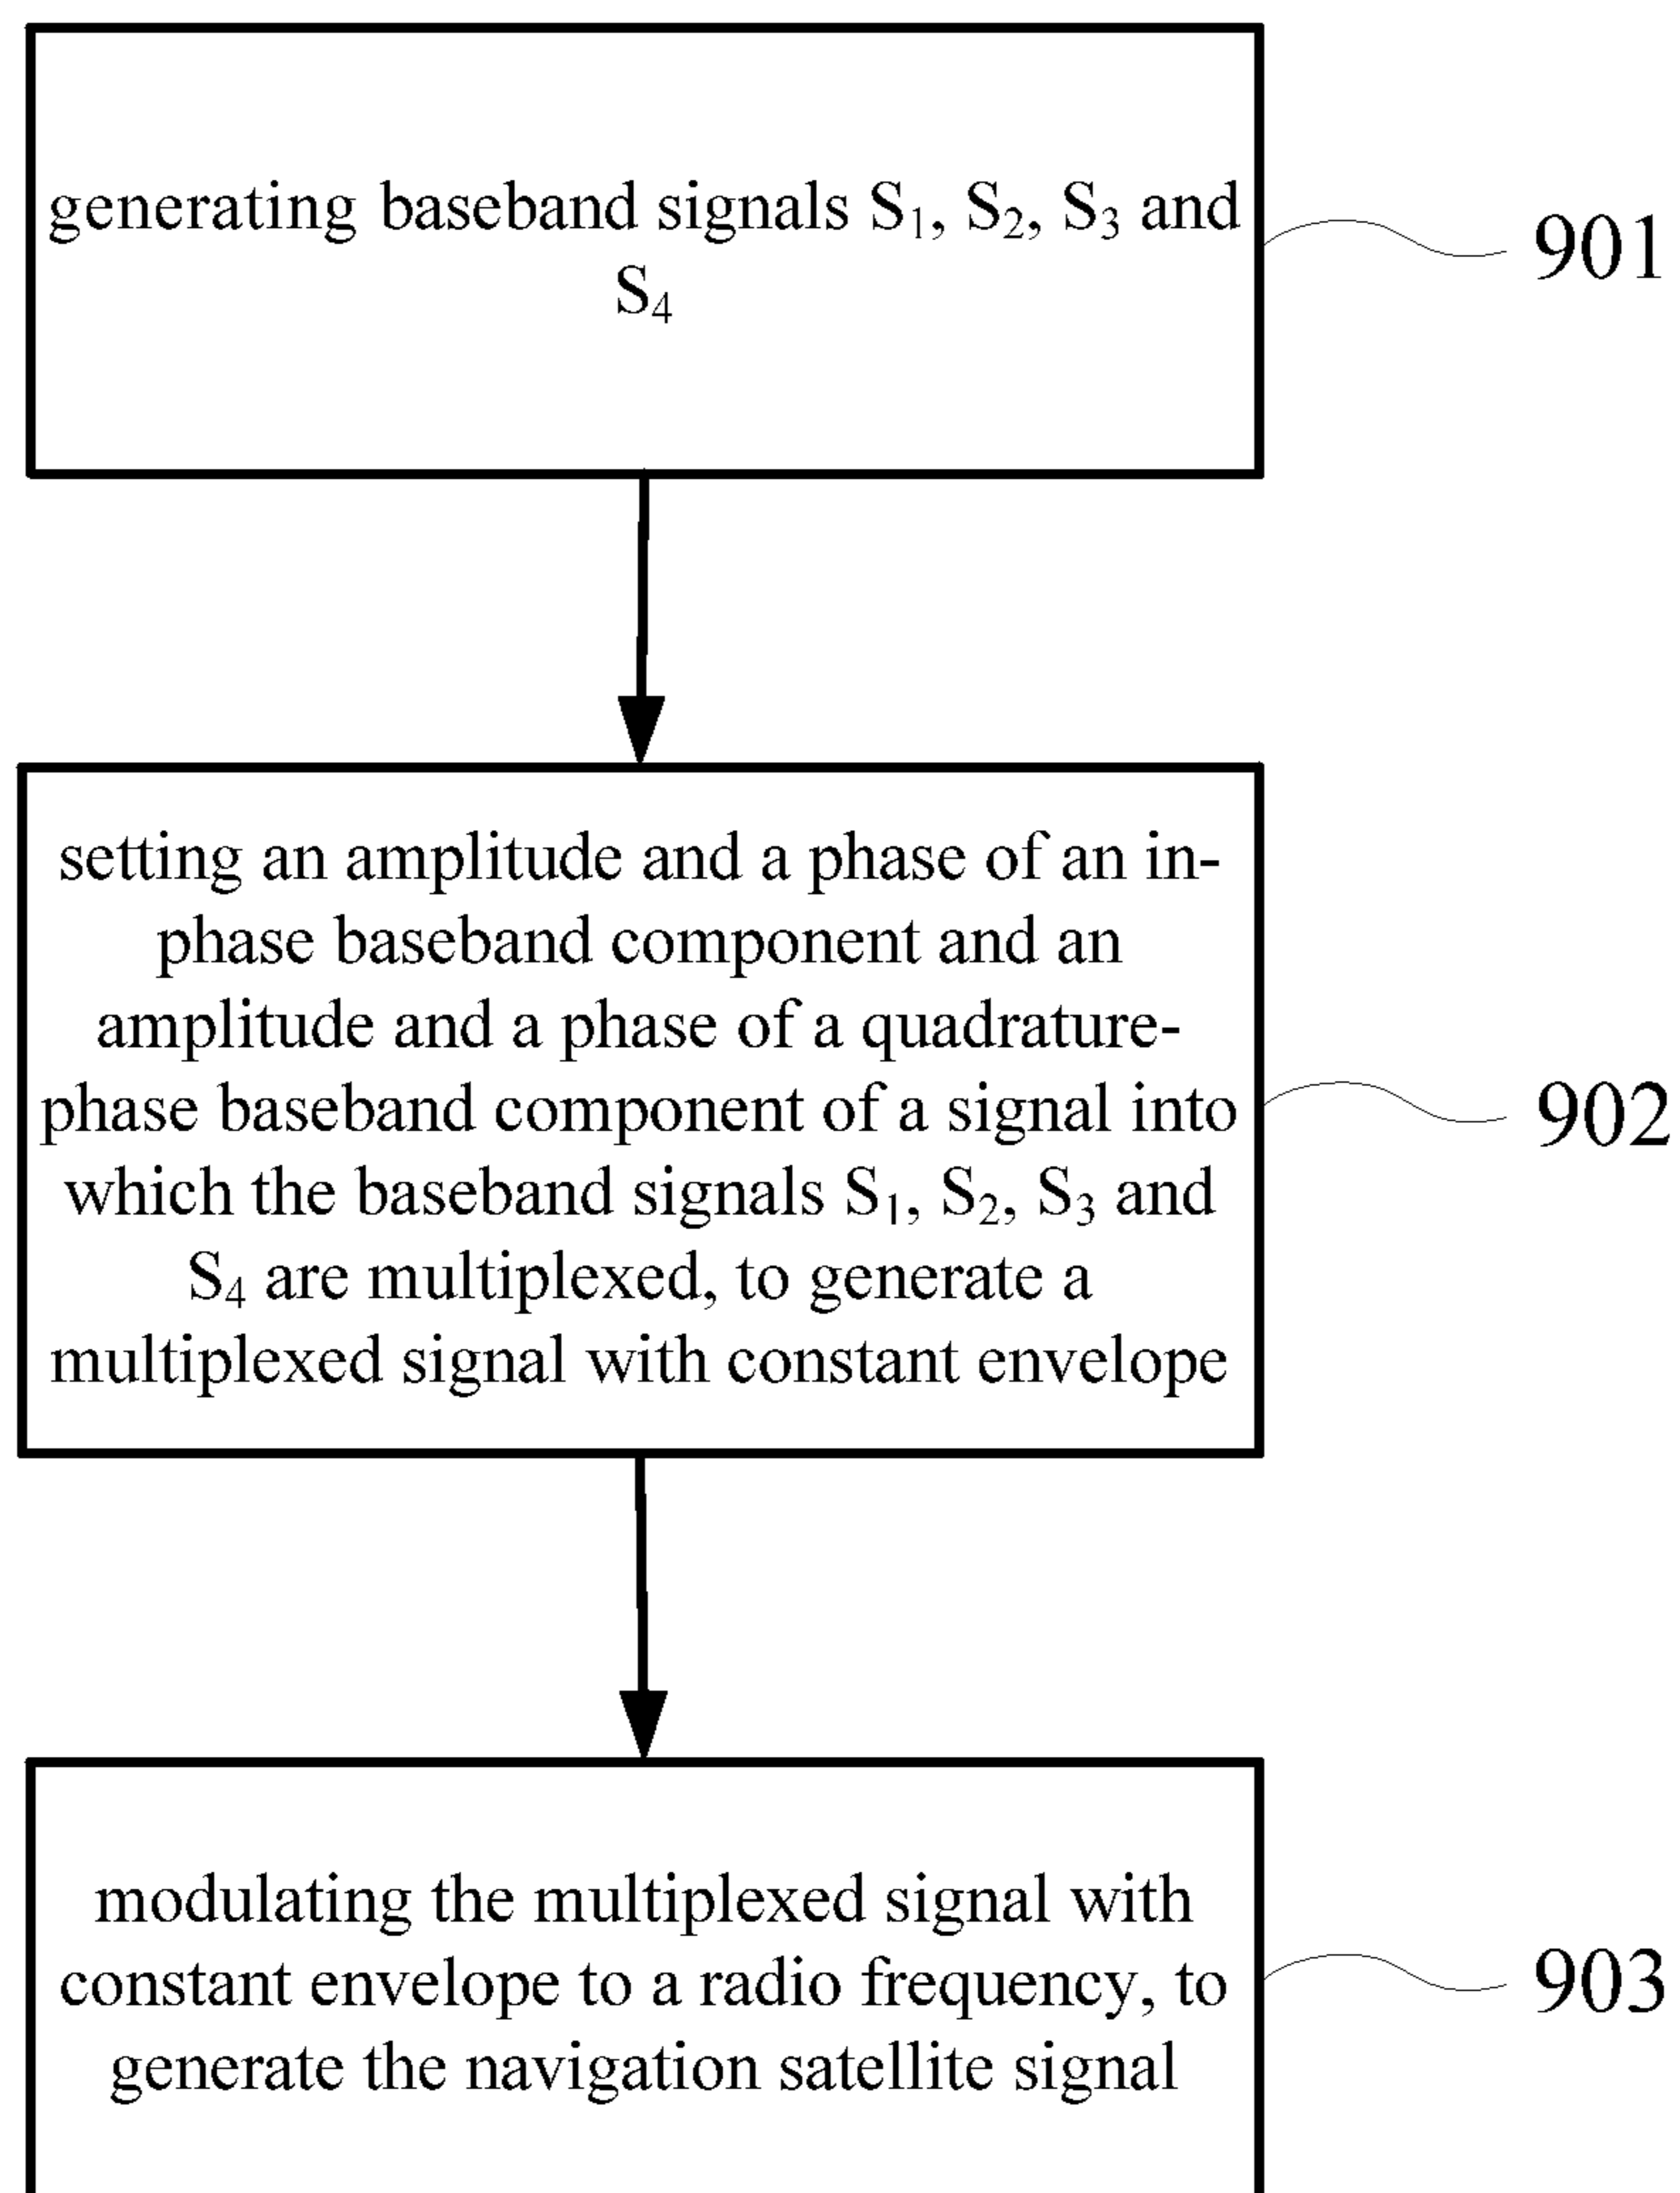 generating baseband signals S₁, S₂, S₃ and
S₄
901
setting an amplitude and a phase of an in-
phase baseband component and an
amplitude and a phase of a quadrature-
phase baseband component of a signal into
which the baseband signals S₁, S₂, S₃ and
S₄ are multiplexed, to generate a
multiplexed signal with constant envelope
902
modulating the multiplexed signal with
constant envelope to a radio frequency, to
generate the navigation satellite signal
903